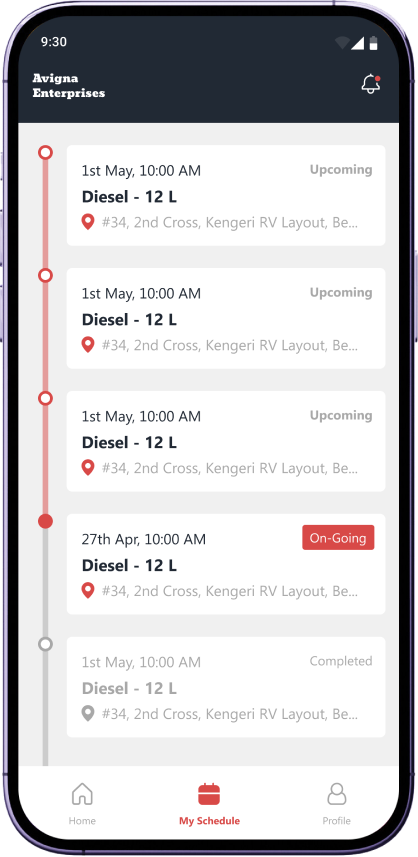 9:30
Avigna
Enterprises
1st May, 10:00 AM
Upcoming
Diesel - 12 L
#34, 2nd Cross, Kengeri RV Layout, Be...
1st May, 10:00 AM
Upcoming
Diesel - 12 L
#34, 2nd Cross, Kengeri RV Layout, Be...
1st May, 10:00 AM
Upcoming
Diesel - 12 L
#34, 2nd Cross, Kengeri RV Layout, Be...
27th Apr, 10:00 AM
On-Going
Diesel - 12 L
#34, 2nd Cross, Kengeri RV Layout, Be...
1st May, 10:00 AM
Completed
Diesel - 12 L
#34, 2nd Cross, Kengeri RV Layout, Be...
Home
My Schedule
Profile